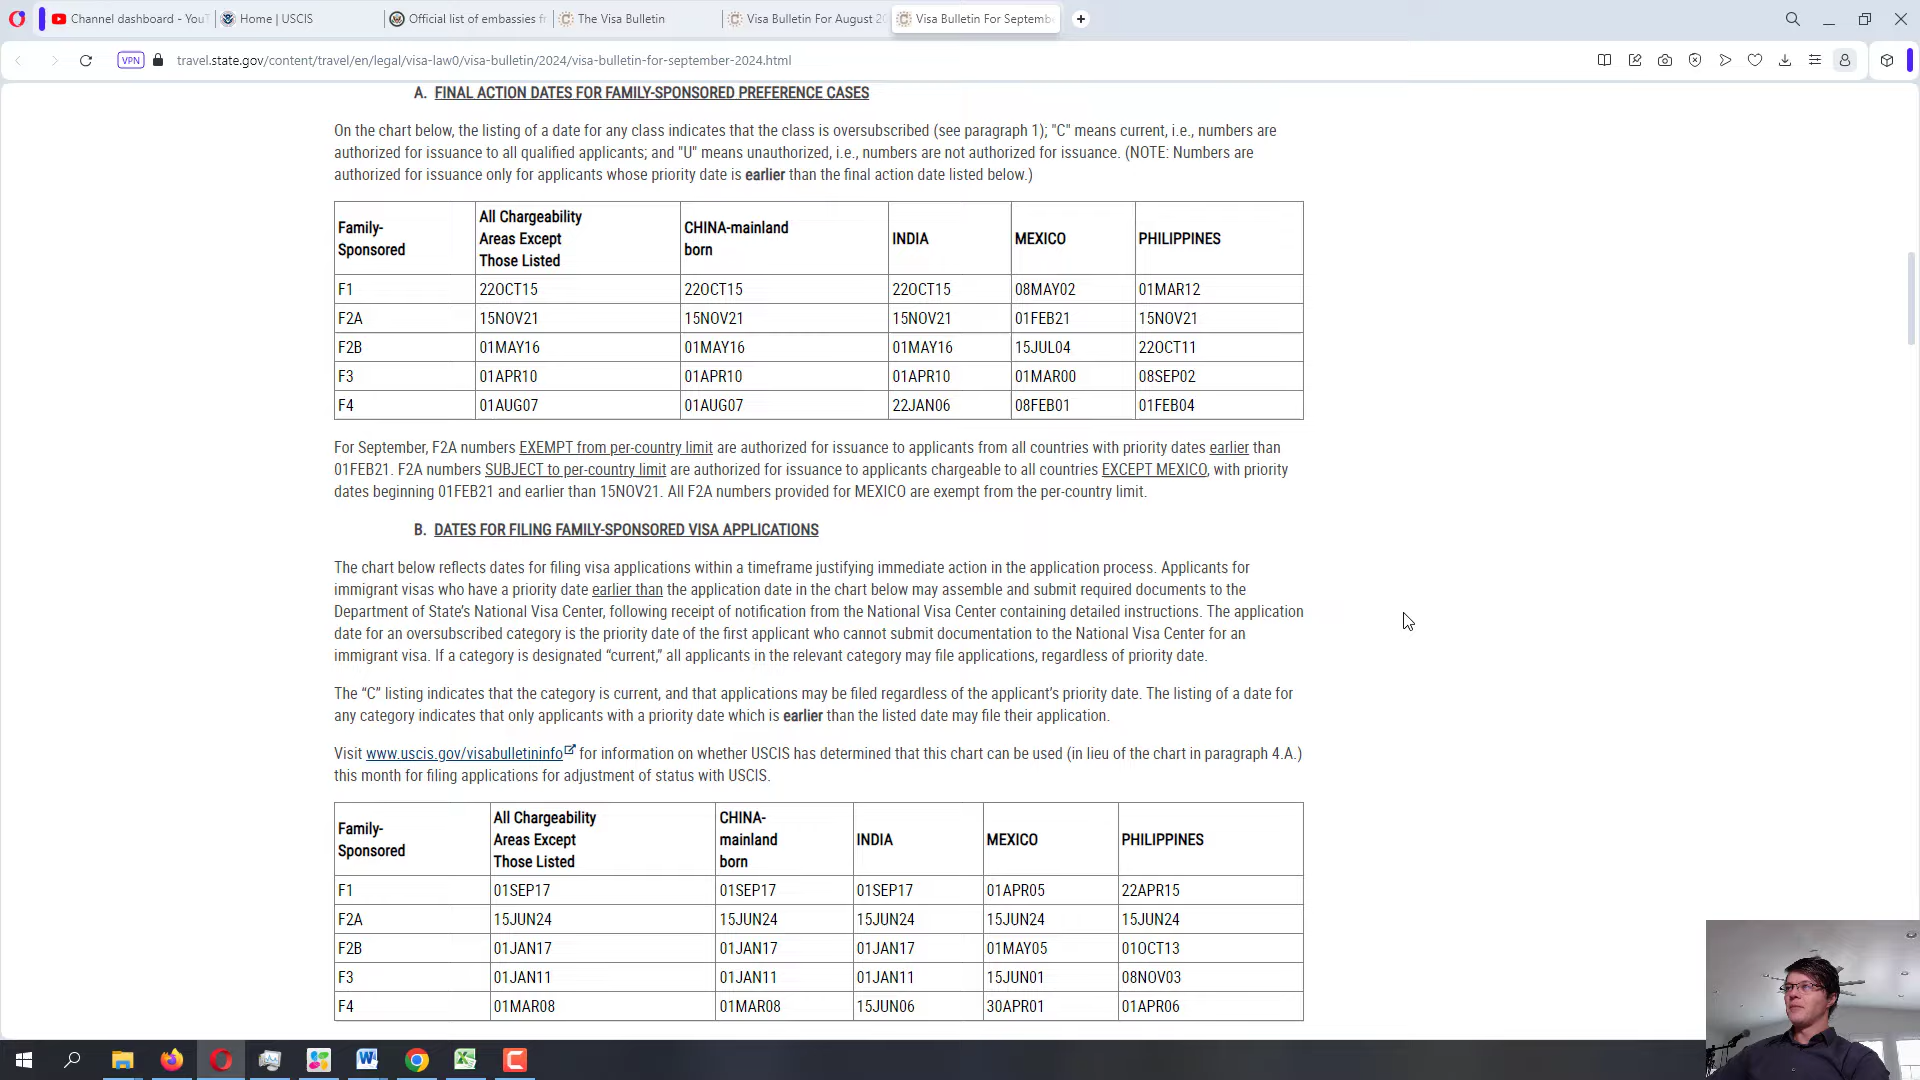 Channel dashboard - YouT
Home | USCIS
Official list of embassies fr
The Visa Bulletin
Visa Bulletin For August 20
Visa Bulletin For Septembe
VPN
travel.state.gov/content/travel/en/legal/visa-law0/visa-bulletin/2024/visa-bulletin-for-september-2024.html
A. FINAL ACTION DATES FOR FAMILY-SPONSORED PREFERENCE CASES
On the chart below, the listing of a date for any class indicates that the class is oversubscribed (see paragraph 1); "C" means current, i.e., numbers are
authorized for issuance to all qualified applicants; and "U" means unauthorized, i.e., numbers are not authorized for issuance. (NOTE: Numbers are
authorized for issuance only for applicants whose priority date is earlier than the final action date listed below.)
Family-
Sponsored
All Chargeability
Areas Except
Those Listed
CHINA-mainland
born
INDIA
MEXICO
PHILIPPINES
F1 22OCT15 22OCT15 22OCT15 08MAY02 01MAR12
F2A 15NOV21 15NOV21 15NOV21 01FEB21 15NOV21
F2B 01MAY16 01MAY16 01MAY16 15JUL04 22OCT11
F3 01APR10 01APR10 01APR10 01MAR00 08SEP02
F4 01AUG07 01AUG07 22JAN06 08FEB01 01FEB04
For September, F2A numbers EXEMPT from per-country limit are authorized for issuance to applicants from all countries with priority dates earlier than
01FEB21. F2A numbers SUBJECT to per-country limit are authorized for issuance to applicants chargeable to all countries EXCEPT MEXICO, with priority
dates beginning 01FEB21 and earlier than 15NOV21. All F2A numbers provided for MEXICO are exempt from the per-country limit.
B. DATES FOR FILING FAMILY-SPONSORED VISA APPLICATIONS
The chart below reflects dates for filing visa applications within a timeframe justifying immediate action in the application process. Applicants for
immigrant visas who have a priority date earlier than the application date in the chart below may assemble and submit required documents to the
Department of State's National Visa Center, following receipt of notification from the National Visa Center containing detailed instructions. The application
date for an oversubscribed category is the priority date of the first applicant who cannot submit documentation to the National Visa Center for an
immigrant visa. If a category is designated “current,” all applicants in the relevant category may file applications, regardless of priority date.
The “C” listing indicates that the category is current, and that applications may be filed regardless of the applicant's priority date. The listing of a date for
any category indicates that only applicants with a priority date which is earlier than the listed date may file their application.
Visit www.uscis.gov/visabulletininfo for information on whether USCIS has determined that this chart can be used (in lieu of the chart in paragraph 4.A.)
this month for filing applications for adjustment of status with USCIS.
Family-
Sponsored
All Chargeability
Areas Except
Those Listed
CHINA-
mainland
born
INDIA
MEXICO
PHILIPPINES
F1 01SEP17 01SEP17 01SEP17 01APR05 22APR15
F2A 15JUN24 15JUN24 15JUN24 15JUN24 15JUN24
F2B 01JAN17 01JAN17 01JAN17 01MAY05 01OCT13
F3 01JAN11 01JAN11 01JAN11 15JUN01 08NOV03
F4 01MAR08 01MAR08 15JUN06 30APR01 01APR06